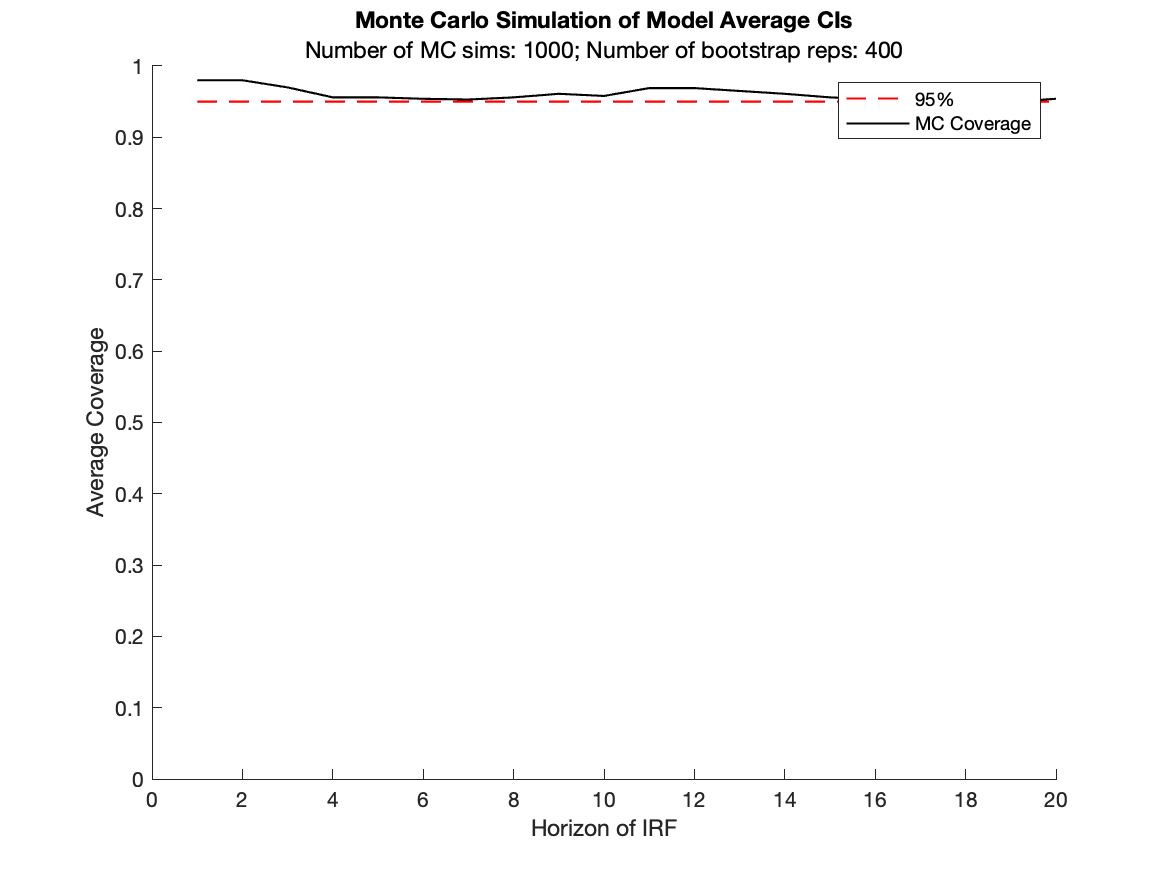 Monte Carlo Simulation of Model Average CIs
Number of MC sims: 1000; Number of bootstrap reps: 400
1
0.9
0.8
0.7
0.6
0.5
0.4
0.3
0.2
0.1
0
Average Coverage
95%
MC Coverage
0 2 4 6 8 10 12 14 16 18 20
Horizon of IRF